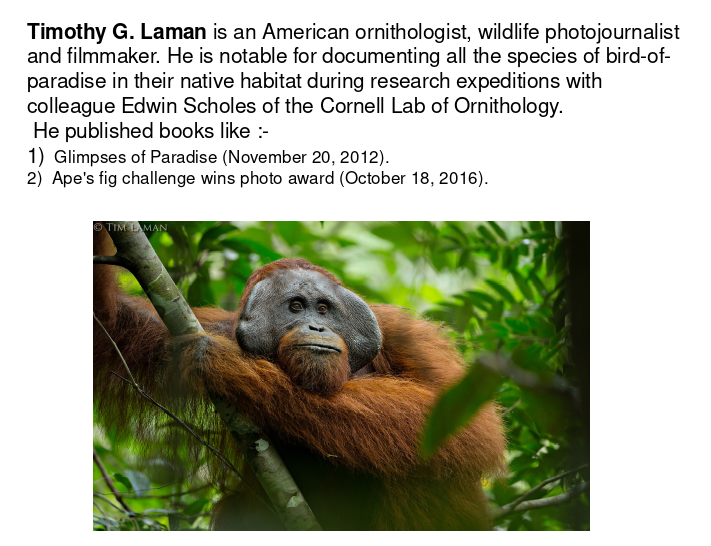 Timothy G. Laman is an American ornithologist, wildlife photojournalist
and filmmaker. He is notable for documenting all the species of bird-of-
paradise in their native habitat during research expeditions with
colleague Edwin Scholes of the Cornell Lab of Ornithology.
He published books like :-
1) Glimpses of Paradise (November 20, 2012).
2) Ape's fig challenge wins photo award (October 18, 2016).
© TIM LAMAN